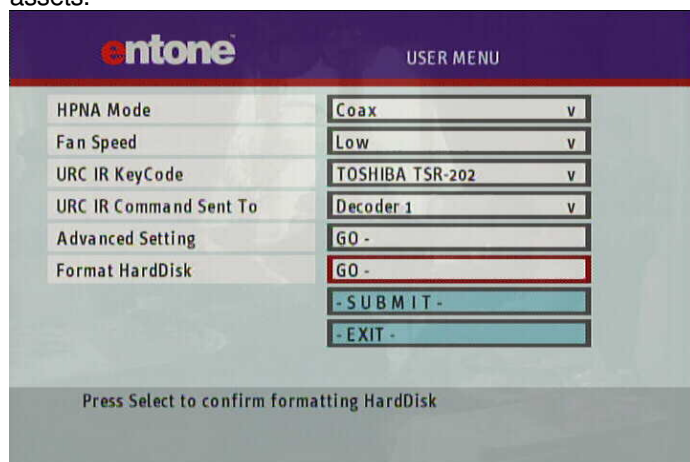 assets.
entone
USER MENU
HPNA Mode Coax v
Fan Speed Low v
URC IR KeyCode TOSHIBA TSR-202 v
URC IR Command Sent To Decoder 1 v
Advanced Setting GO -
Format HardDisk GO -
- S U B M I T -
- EXIT -
Press Select to confirm formatting HardDisk